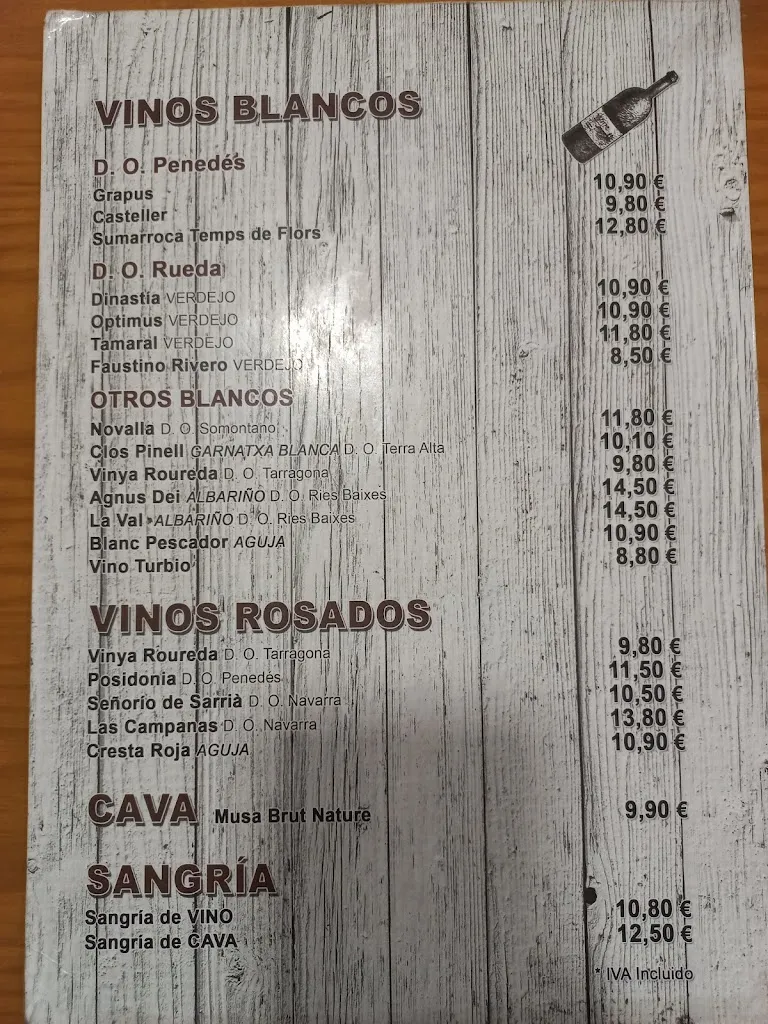 VINOS BLANCOS
D. O. Penedés
Grapus 10,90 €
Casteller 9,80 €
Sumarroca Temps de Flors 12,80 €
D. O. Rueda
Dinastia VERDEJO 10,90 €
Optimus VERDEJO 10,90 €
Tamaral VERDEJO 11,80 €
Faustino Rivero VERDEJO 8,50 €
OTROS BLANCOS
Novalla D. O. Somontano 11,80 €
Clos Pinell GARNATXA BLANCA D. O. Terra Alta 10,10 €
Vinya Roureda D. O. Tarragona 9,80 €
Agnus Dei ALBARIÑO D. O. Ries Baixes 14,50 €
La Val ALBARIÑO D. O. Ries Baixes 14,50 €
Blanc Pescador AGUJA 10,90 €
Vino Turbio 8,80 €
VINOS ROSADOS
Vinya Roureda D. O. Tarragona 9,80 €
Posidonia D. O. Penedés 11,50 €
Señorío de Sarrià D. O. Navarra 10,50 €
Las Campanas D. O. Navarra 13,80 €
Cresta Roja AGUJA 10,90 €
CAVA Musa Brut Nature 9,90 €
SANGRÍA
Sangría de VINO 10,80 €
Sangría de CAVA 12,50 €
* IVA Incluido